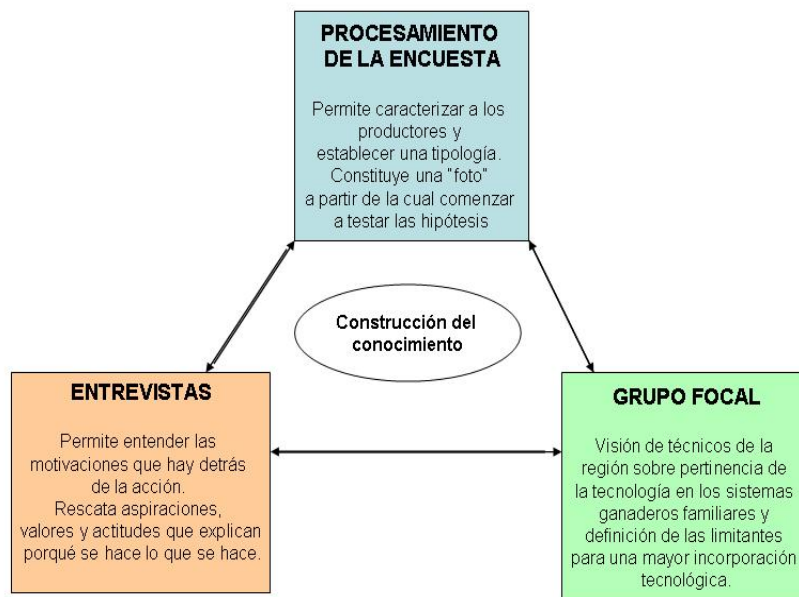 PROCESAMIENTO
DE LA ENCUESTA
Permite caracterizar a los
productores y
establecer una tipología.
Constituye una "foto"
a partir de la cual comenzar
a testar las hipótesis
Construcción del
conocimiento
ENTREVISTAS
Permite entender las
motivaciones que hay detrás
de la acción.
Rescata aspiraciones,
valores y actitudes que explican
porqué se hace lo que se hace.
GRUPO FOCAL
Visión de técnicos de la
región sobre pertinencia de
la tecnología en los sistemas
ganaderos familiares y
definición de las limitantes
para una mayor incorporación
tecnológica.